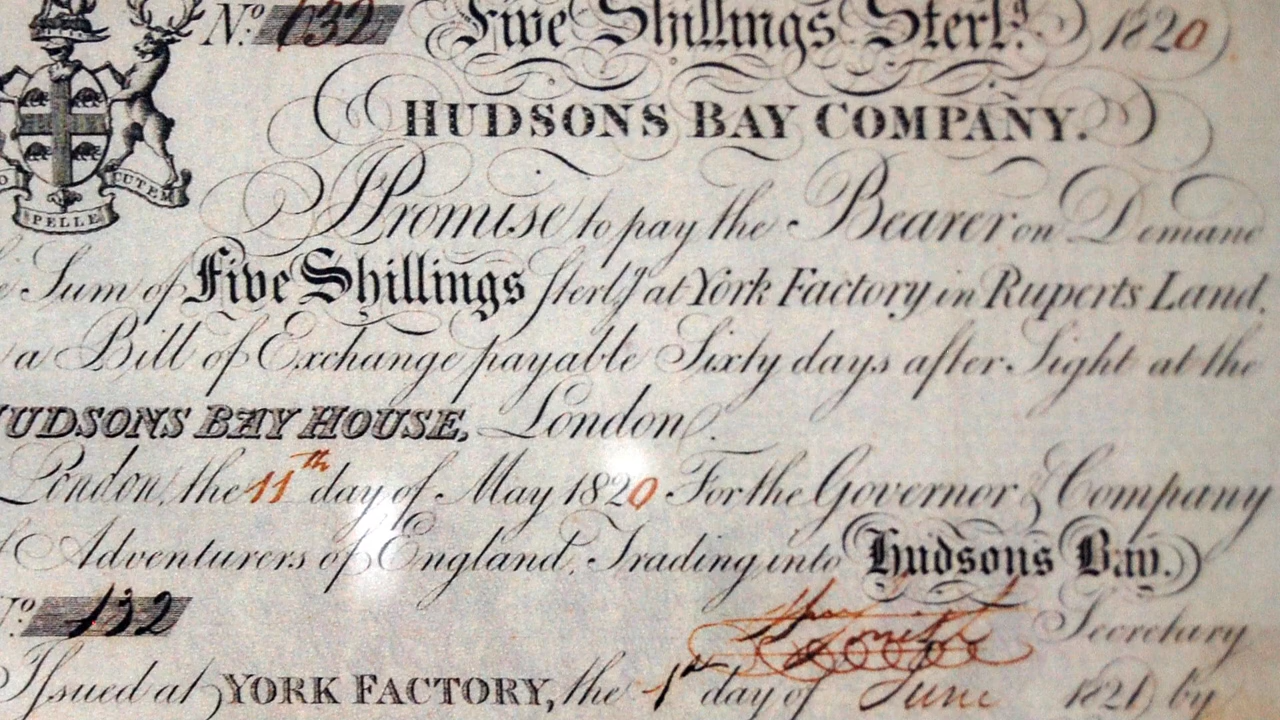 No. 132 Five Shillings Sterlg. 1820
HUDSONS BAY COMPANY.
CUTEM
PELLE
Promise to pay the Bearer on Demand
Sum of Five Shillings Sterlg. at York Factory in Ruperts Land.
a Bill of Exchange payable Sixty days after Sight at the
HUDSONS BAY HOUSE, London.
London, the 11th day of May 1820 For the Governor & Company
Adventurers of England, Trading into Hudsons Bay.
No. 132
Secretary
Issued at YORK FACTORY, the 1st day of June 1821 by